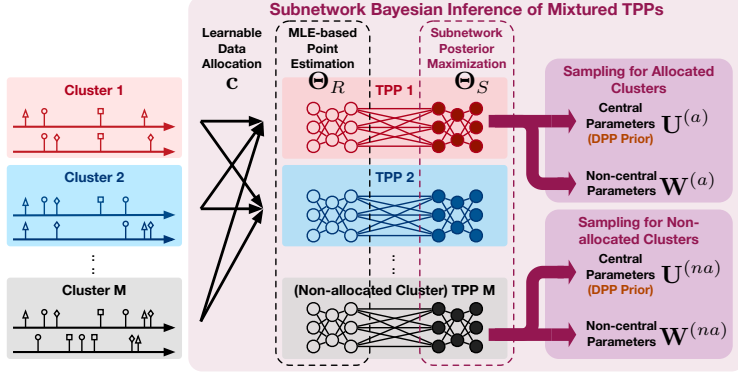 Subnetwork Bayesian Inference of Mixtured TPPs
Learnable
Data
Allocation
c
MLE-based
Point
Estimation
Θ_R
Subnetwork
Posterior
Maximization
Θ_S
Cluster 1
Cluster 2
⋮
Cluster M
TPP 1
TPP 2
⋮
(Non-allocated Cluster) TPP M
Sampling for Allocated
Clusters
Central
Parameters U^(a)
(DPP Prior)
Non-central
Parameters W^(a)
Sampling for Non-
allocated Clusters
Central
Parameters U^(na)
(DPP Prior)
Non-central
Parameters W^(na)